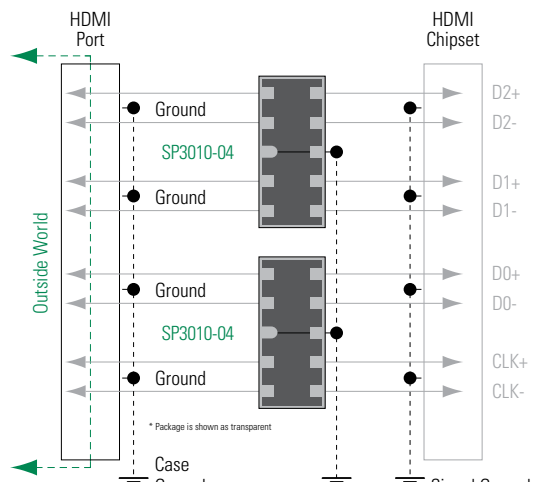 HDMI
Port
HDMI
Chipset
Outside World
D2+
Ground
D2-
SP3010-04
D1+
Ground
D1-
D0+
Ground
D0-
SP3010-04
CLK+
Ground
CLK-
* Package is shown as transparent
Case